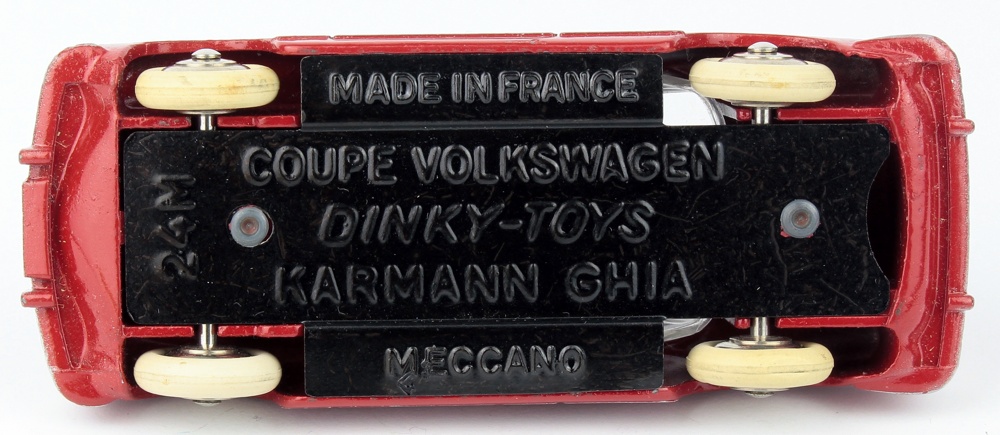 MADE IN FRANCE
COUPE VOLKSWAGEN
DINKY-TOYS
KARMANN GHIA
24M
MECCANO